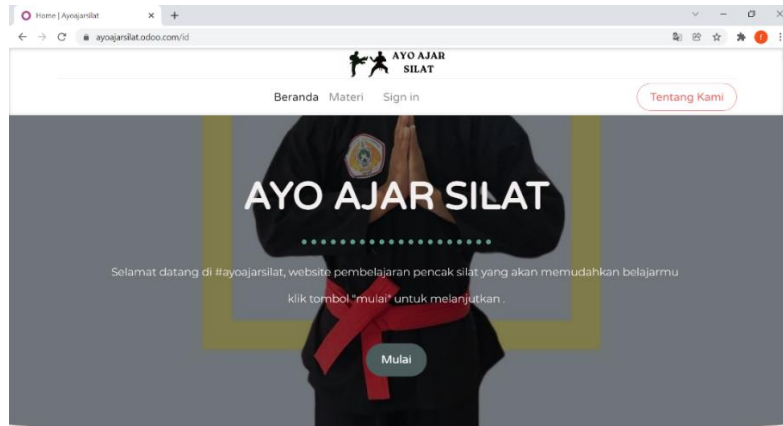 Home | Ayoajarsilat
ayoajarsilat.odoo.com/id
AYO AJAR
SILAT
Beranda Materi Sign in Tentang Kami
AYO AJAR SILAT
Selamat datang di #ayoajarsilat, website pembelajaran pencak silat yang akan memudahkan belajarmu
klik tombol "mulai" untuk melanjutkan .
Mulai